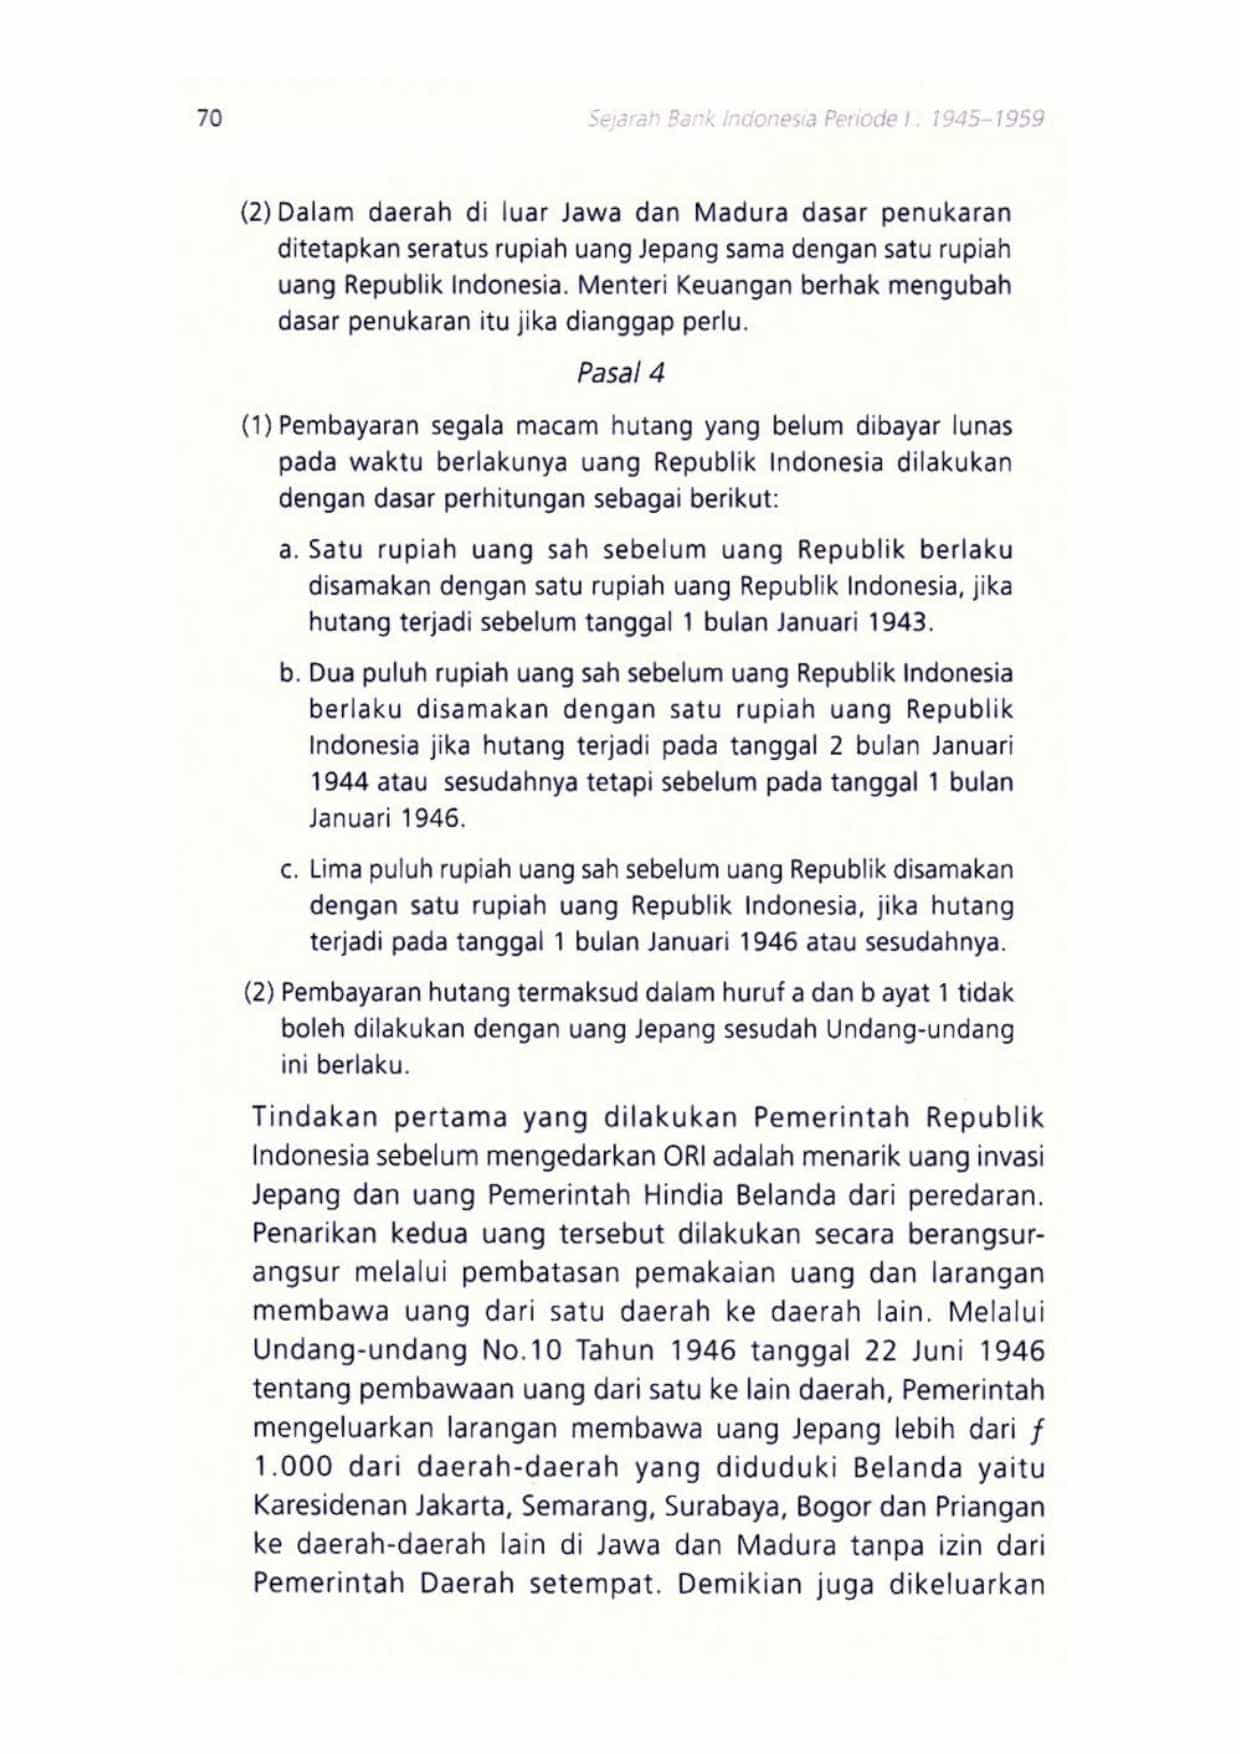 70
Sejarah Bank Indonesia Periode I : 1945–1959
(2) Dalam daerah di luar Jawa dan Madura dasar penukaran
ditetapkan seratus rupiah uang Jepang sama dengan satu rupiah
uang Republik Indonesia. Menteri Keuangan berhak mengubah
dasar penukaran itu jika dianggap perlu.
Pasal 4
(1) Pembayaran segala macam hutang yang belum dibayar lunas
pada waktu berlakunya uang Republik Indonesia dilakukan
dengan dasar perhitungan sebagai berikut:
a. Satu rupiah uang sah sebelum uang Republik berlaku
disamakan dengan satu rupiah uang Republik Indonesia, jika
hutang terjadi sebelum tanggal 1 bulan Januari 1943.
b. Dua puluh rupiah uang sah sebelum uang Republik Indonesia
berlaku disamakan dengan satu rupiah uang Republik
Indonesia jika hutang terjadi pada tanggal 2 bulan Januari
1944 atau sesudahnya tetapi sebelum pada tanggal 1 bulan
Januari 1946.
c. Lima puluh rupiah uang sah sebelum uang Republik disamakan
dengan satu rupiah uang Republik Indonesia, jika hutang
terjadi pada tanggal 1 bulan Januari 1946 atau sesudahnya.
(2) Pembayaran hutang termaksud dalam huruf a dan b ayat 1 tidak
boleh dilakukan dengan uang Jepang sesudah Undang-undang
ini berlaku.
Tindakan pertama yang dilakukan Pemerintah Republik
Indonesia sebelum mengedarkan ORI adalah menarik uang invasi
Jepang dan uang Pemerintah Hindia Belanda dari peredaran.
Penarikan kedua uang tersebut dilakukan secara berangsur-
angsur melalui pembatasan pemakaian uang dan larangan
membawa uang dari satu daerah ke daerah lain. Melalui
Undang-undang No.10 Tahun 1946 tanggal 22 Juni 1946
tentang pembawaan uang dari satu ke lain daerah, Pemerintah
mengeluarkan larangan membawa uang Jepang lebih dari ƒ
1.000 dari daerah-daerah yang diduduki Belanda yaitu
Karesidenan Jakarta, Semarang, Surabaya, Bogor dan Priangan
ke daerah-daerah lain di Jawa dan Madura tanpa izin dari
Pemerintah Daerah setempat. Demikian juga dikeluarkan